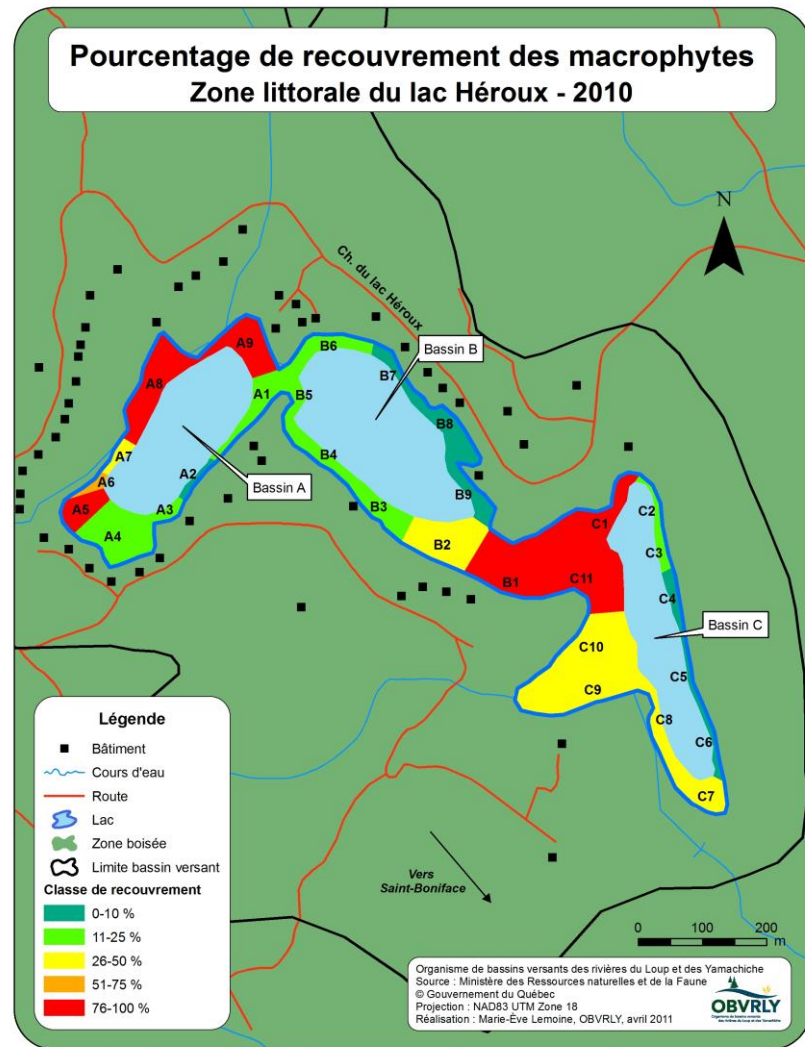 Pourcentage de recouvrement des macrophytes
Zone littorale du lac Héroux - 2010
N
Ch. du lac Héroux
Bassin B
A9
B6
A8
B7
A1
B5
B8
A7
A2
B4
A6
B9
Bassin A
A5
A3
B3
A4
C1
C2
B2
C3
B1
C11
C4
Bassin C
C10
C5
C9
C8
C6
C7
Légende
Bâtiment
Cours d'eau
Route
Lac
Zone boisée
Limite bassin versant
Classe de recouvrement
0-10 %
11-25 %
26-50 %
51-75 %
76-100 %
Vers
Saint-Boniface
0 100 200
m
Organisme de bassins versants des rivières du Loup et des Yamachiche
Source : Ministère des Ressources naturelles et de la Faune
© Gouvernement du Québec
Projection : NAD83 UTM Zone 18
Réalisation : Marie-Ève Lemoine, OBVRLY, avril 2011
OBVRLY